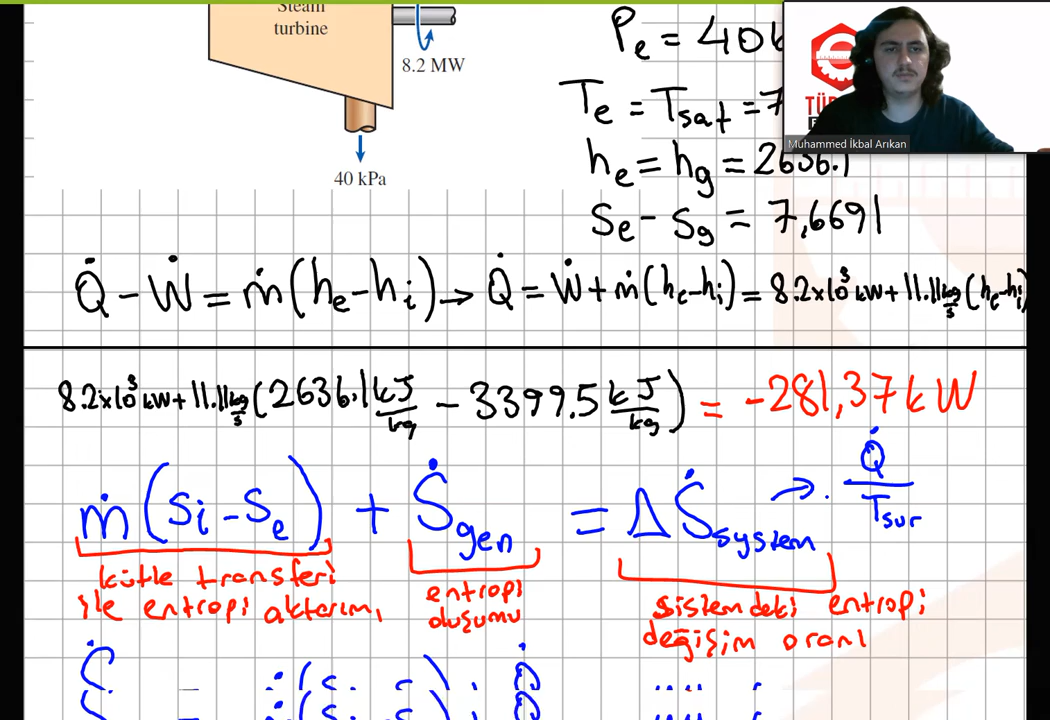 Steam
turbine
8.2 MW
40 kPa
Pₑ = 40
Tₑ = Tsat = 7
hₑ = hg = 2636.1
Sₑ - Sg = 7,6691
TÜR
Muhammed İkbal Arıkan
Q̇ - Ẇ = ṁ(hₑ-hᵢ) → Q̇ = Ẇ + ṁ(hₑ-hᵢ) = 8.2x10³ kW + 11.11 kg/s (hₑ-hᵢ)
8.2x10³ kW + 11.11 kg/s (2636.1 kJ/kg - 3399.5 kJ/kg) = -281,37 kW
ṁ(Sᵢ - Sₑ) + Ṡgen = ΔṠsystem → Q̇/Tsur
kütle transferi
ile entropi aktarımı
entropi
oluşumu
sistemdeki entropi
değişim oranı